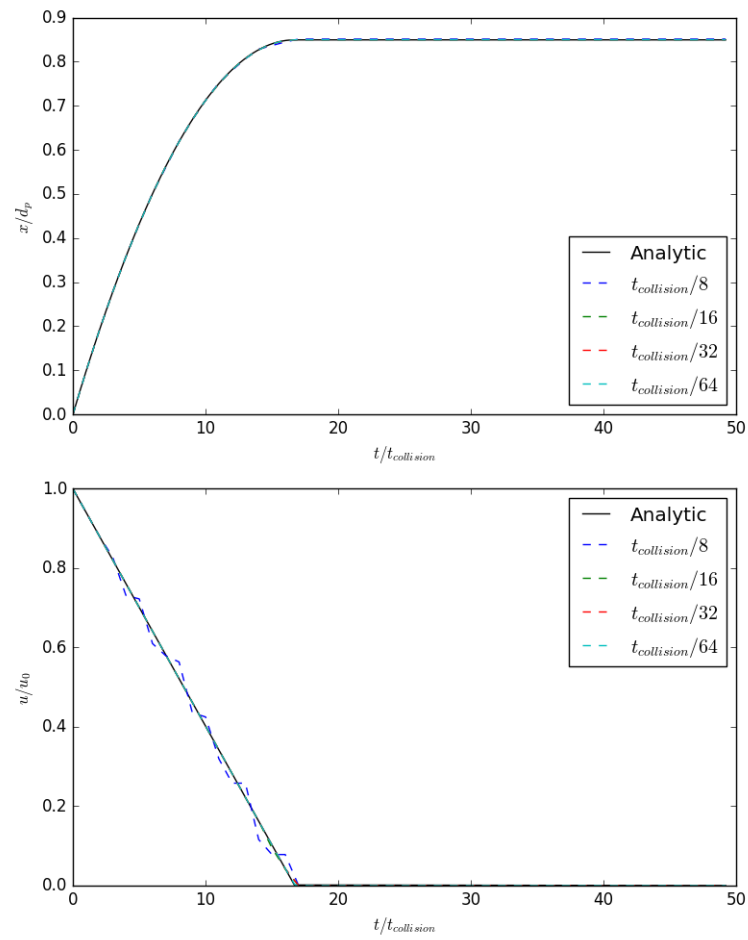 0.9
0.8
0.7
0.6
0.5
0.4
0.3
0.2
0.1
0.0
x/d_p
Analytic
t_collision/8
t_collision/16
t_collision/32
t_collision/64
0 10 20 30 40 50
t/t_collision
1.0
0.8
0.6
0.4
0.2
0.0
u/u_0
Analytic
t_collision/8
t_collision/16
t_collision/32
t_collision/64
0 10 20 30 40 50
t/t_collision